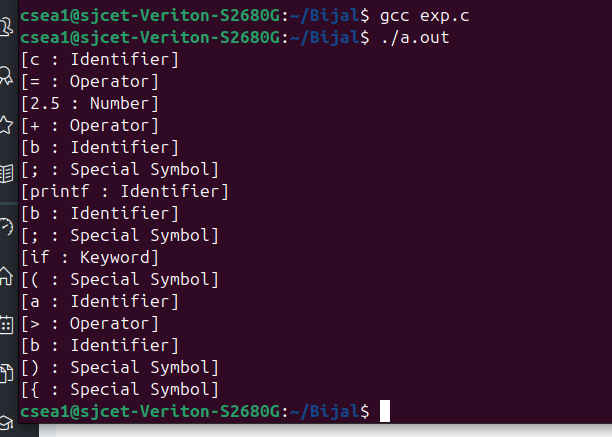 csea1@sjcet-Veriton-S2680G:~/Bijal$ gcc exp.c
csea1@sjcet-Veriton-S2680G:~/Bijal$ ./a.out
[c : Identifier]
[= : Operator]
[2.5 : Number]
[+ : Operator]
[b : Identifier]
[; : Special Symbol]
[printf : Identifier]
[b : Identifier]
[; : Special Symbol]
[if : Keyword]
[( : Special Symbol]
[a : Identifier]
[> : Operator]
[b : Identifier]
[) : Special Symbol]
[{ : Special Symbol]
csea1@sjcet-Veriton-S2680G:~/Bijal$